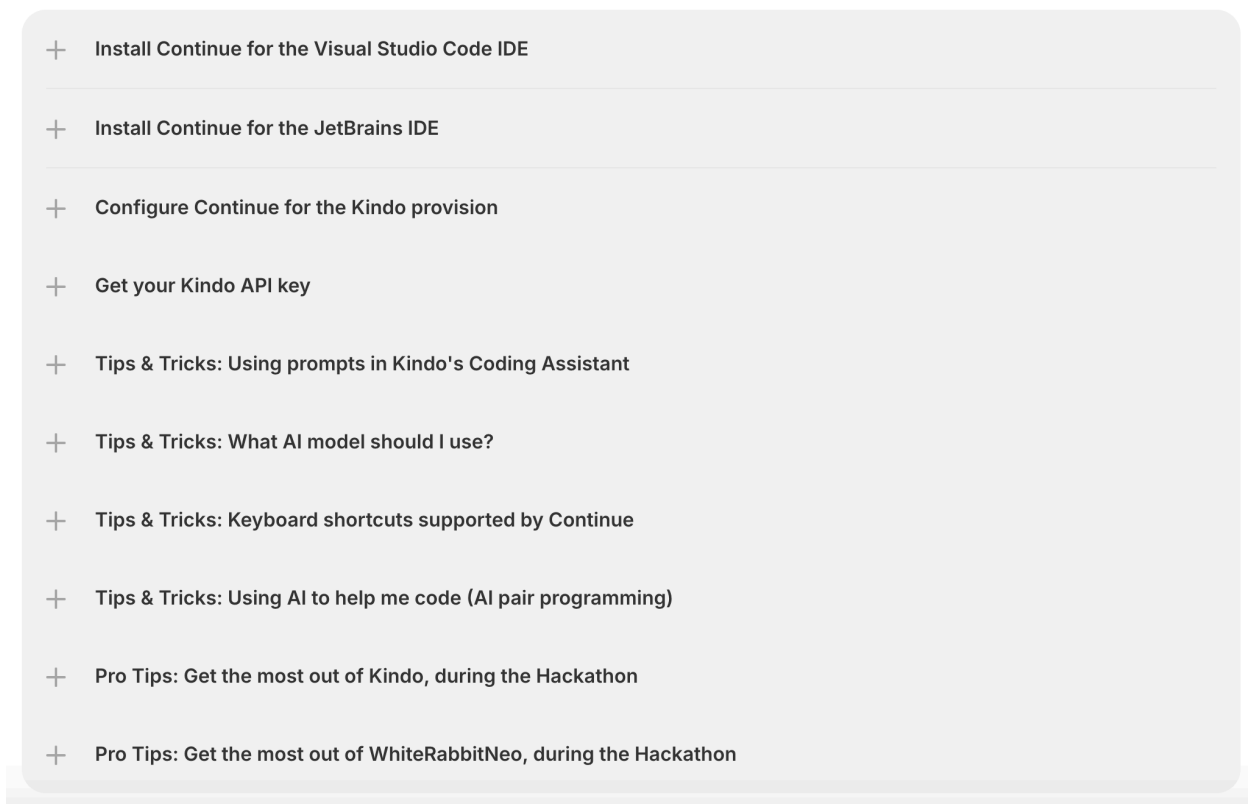 Install Continue for the Visual Studio Code IDE
Install Continue for the JetBrains IDE
Configure Continue for the Kindo provision
Get your Kindo API key
Tips & Tricks: Using prompts in Kindo's Coding Assistant
Tips & Tricks: What AI model should I use?
Tips & Tricks: Keyboard shortcuts supported by Continue
Tips & Tricks: Using AI to help me code (AI pair programming)
Pro Tips: Get the most out of Kindo, during the Hackathon
Pro Tips: Get the most out of WhiteRabbitNeo, during the Hackathon